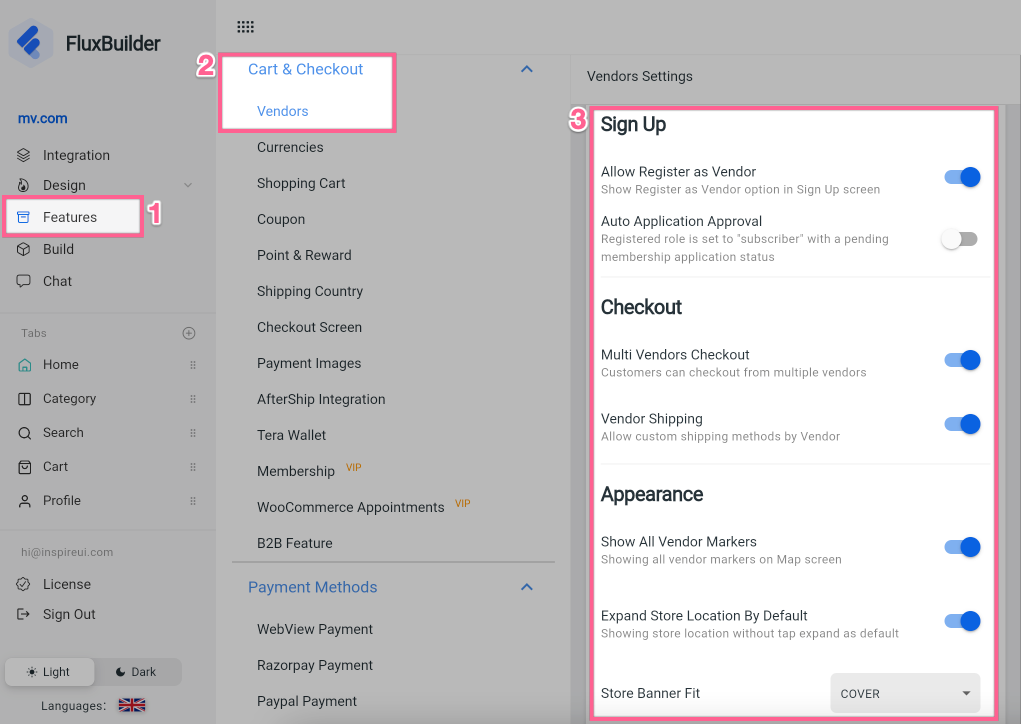 FluxBuilder
mv.com
Integration
Design
Features
1
Build
Chat
Tabs
Home
Category
Search
Cart
Profile
hi@inspireui.com
License
Sign Out
Light
Dark
Languages:
2
Cart & Checkout
Vendors
Currencies
Shopping Cart
Coupon
Point & Reward
Shipping Country
Checkout Screen
Payment Images
AfterShip Integration
Tera Wallet
Membership VIP
WooCommerce Appointments VIP
B2B Feature
Payment Methods
WebView Payment
Razorpay Payment
Paypal Payment
Vendors Settings
3
Sign Up
Allow Register as Vendor
Show Register as Vendor option in Sign Up screen
Auto Application Approval
Registered role is set to "subscriber" with a pending
membership application status
Checkout
Multi Vendors Checkout
Customers can checkout from multiple vendors
Vendor Shipping
Allow custom shipping methods by Vendor
Appearance
Show All Vendor Markers
Showing all vendor markers on Map screen
Expand Store Location By Default
Showing store location without tap expand as default
Store Banner Fit
COVER